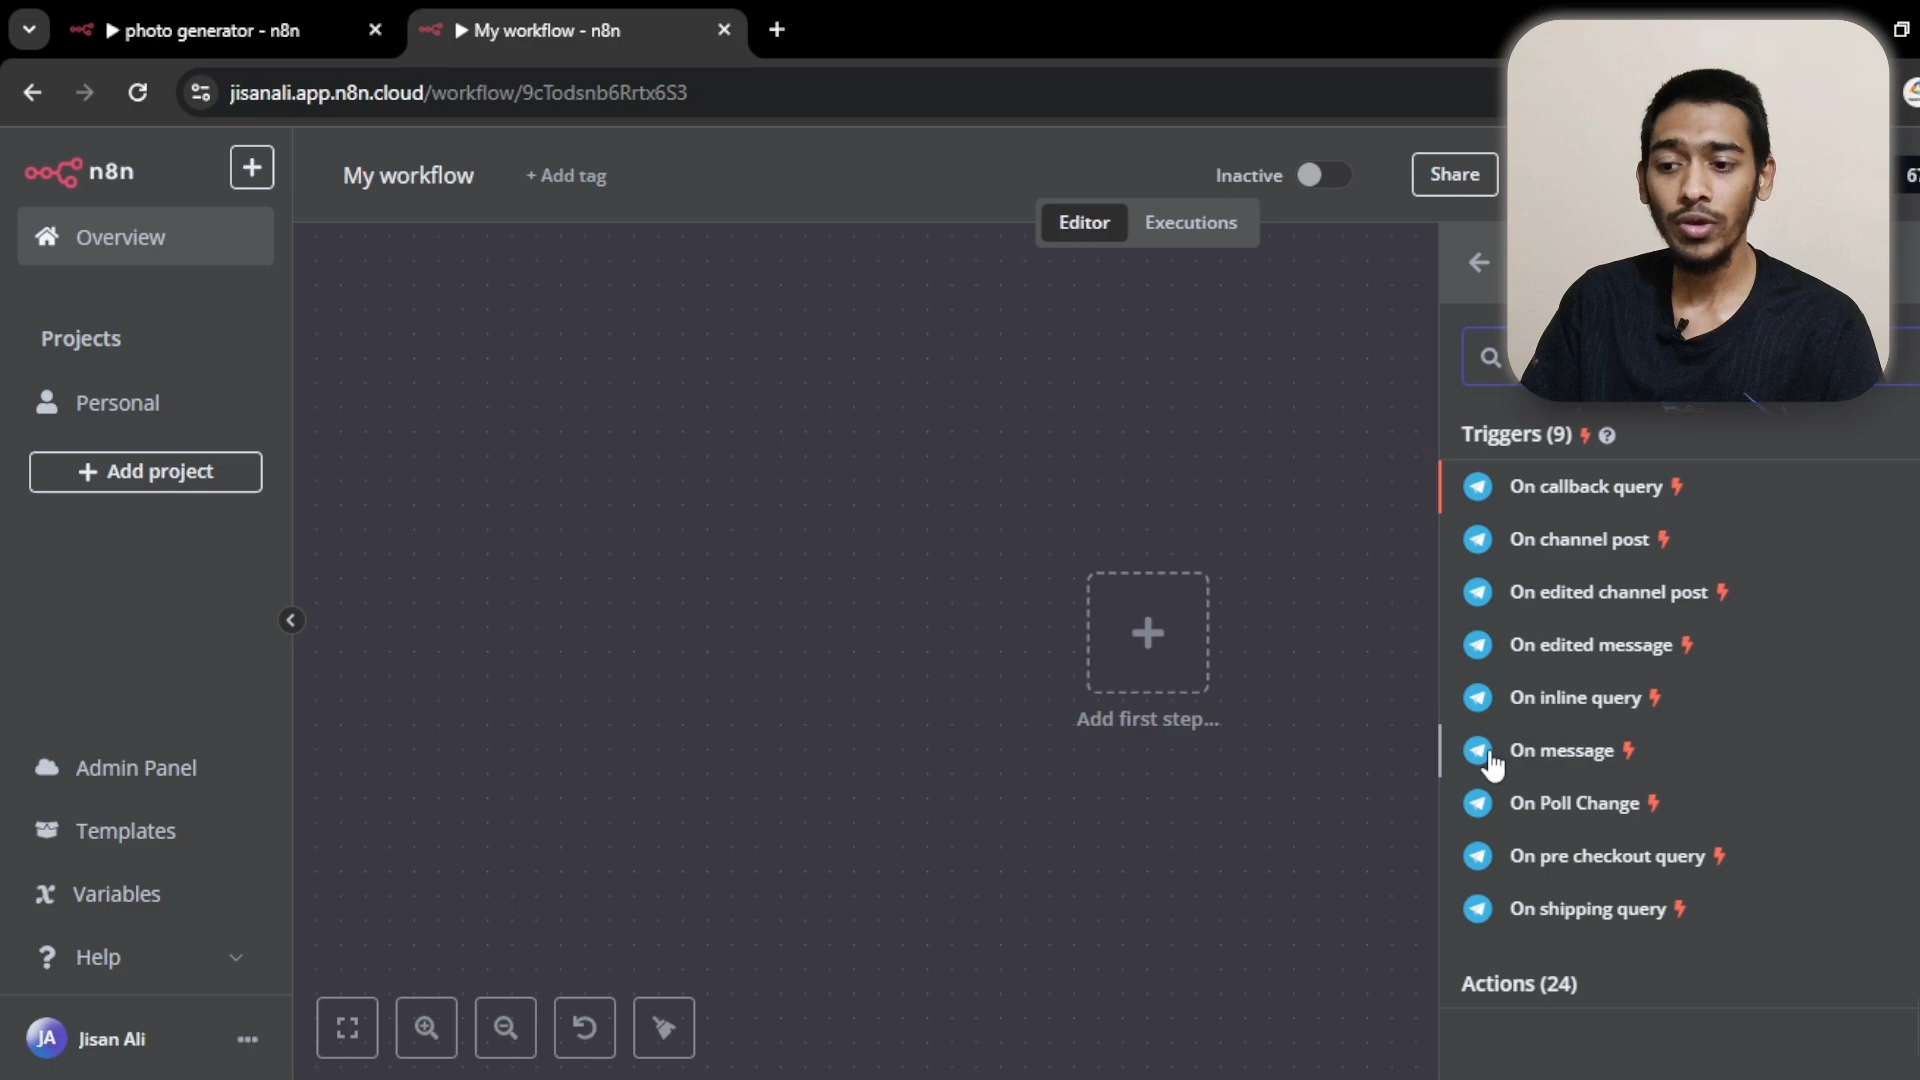 photo generator - n8n
My workflow - n8n
jisanali.app.n8n.cloud/workflow/9cTodsnb6Rrtx6S3
n8n
My workflow
+ Add tag
Inactive
Share
67
Editor
Executions
Overview
Projects
Personal
+ Add project
Add first step...
Triggers (9)
On callback query
On channel post
On edited channel post
On edited message
On inline query
On message
On Poll Change
On pre checkout query
On shipping query
Actions (24)
Admin Panel
Templates
Variables
Help
JA
Jisan Ali